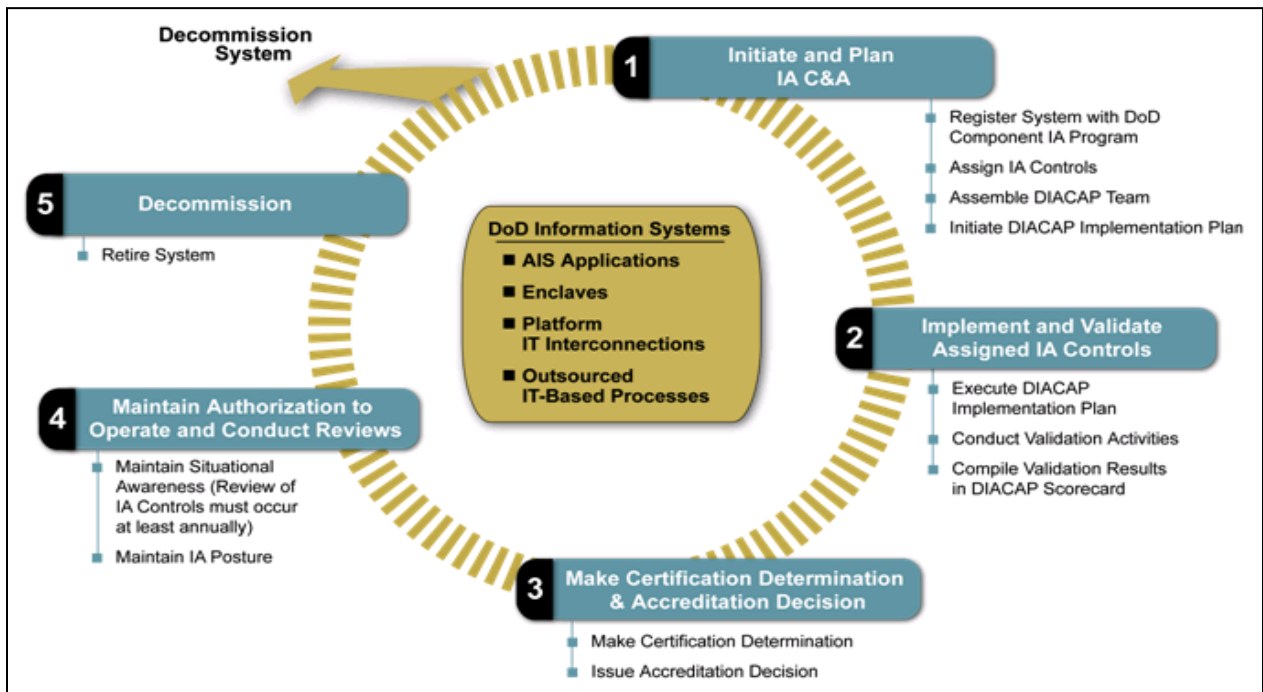 Decommission
System
1
Initiate and Plan
IA C&A
Register System with DoD
Component IA Program
Assign IA Controls
Assemble DIACAP Team
Initiate DIACAP Implementation Plan
2
Implement and Validate
Assigned IA Controls
Execute DIACAP
Implementation Plan
Conduct Validation Activities
Compile Validation Results
in DIACAP Scorecard
3
Make Certification Determination
& Accreditation Decision
Make Certification Determination
Issue Accreditation Decision
4
Maintain Authorization to
Operate and Conduct Reviews
Maintain Situational
Awareness (Review of
IA Controls must occur
at least annually)
Maintain IA Posture
5
Decommission
Retire System
DoD Information Systems
AIS Applications
Enclaves
Platform
IT Interconnections
Outsourced
IT-Based Processes